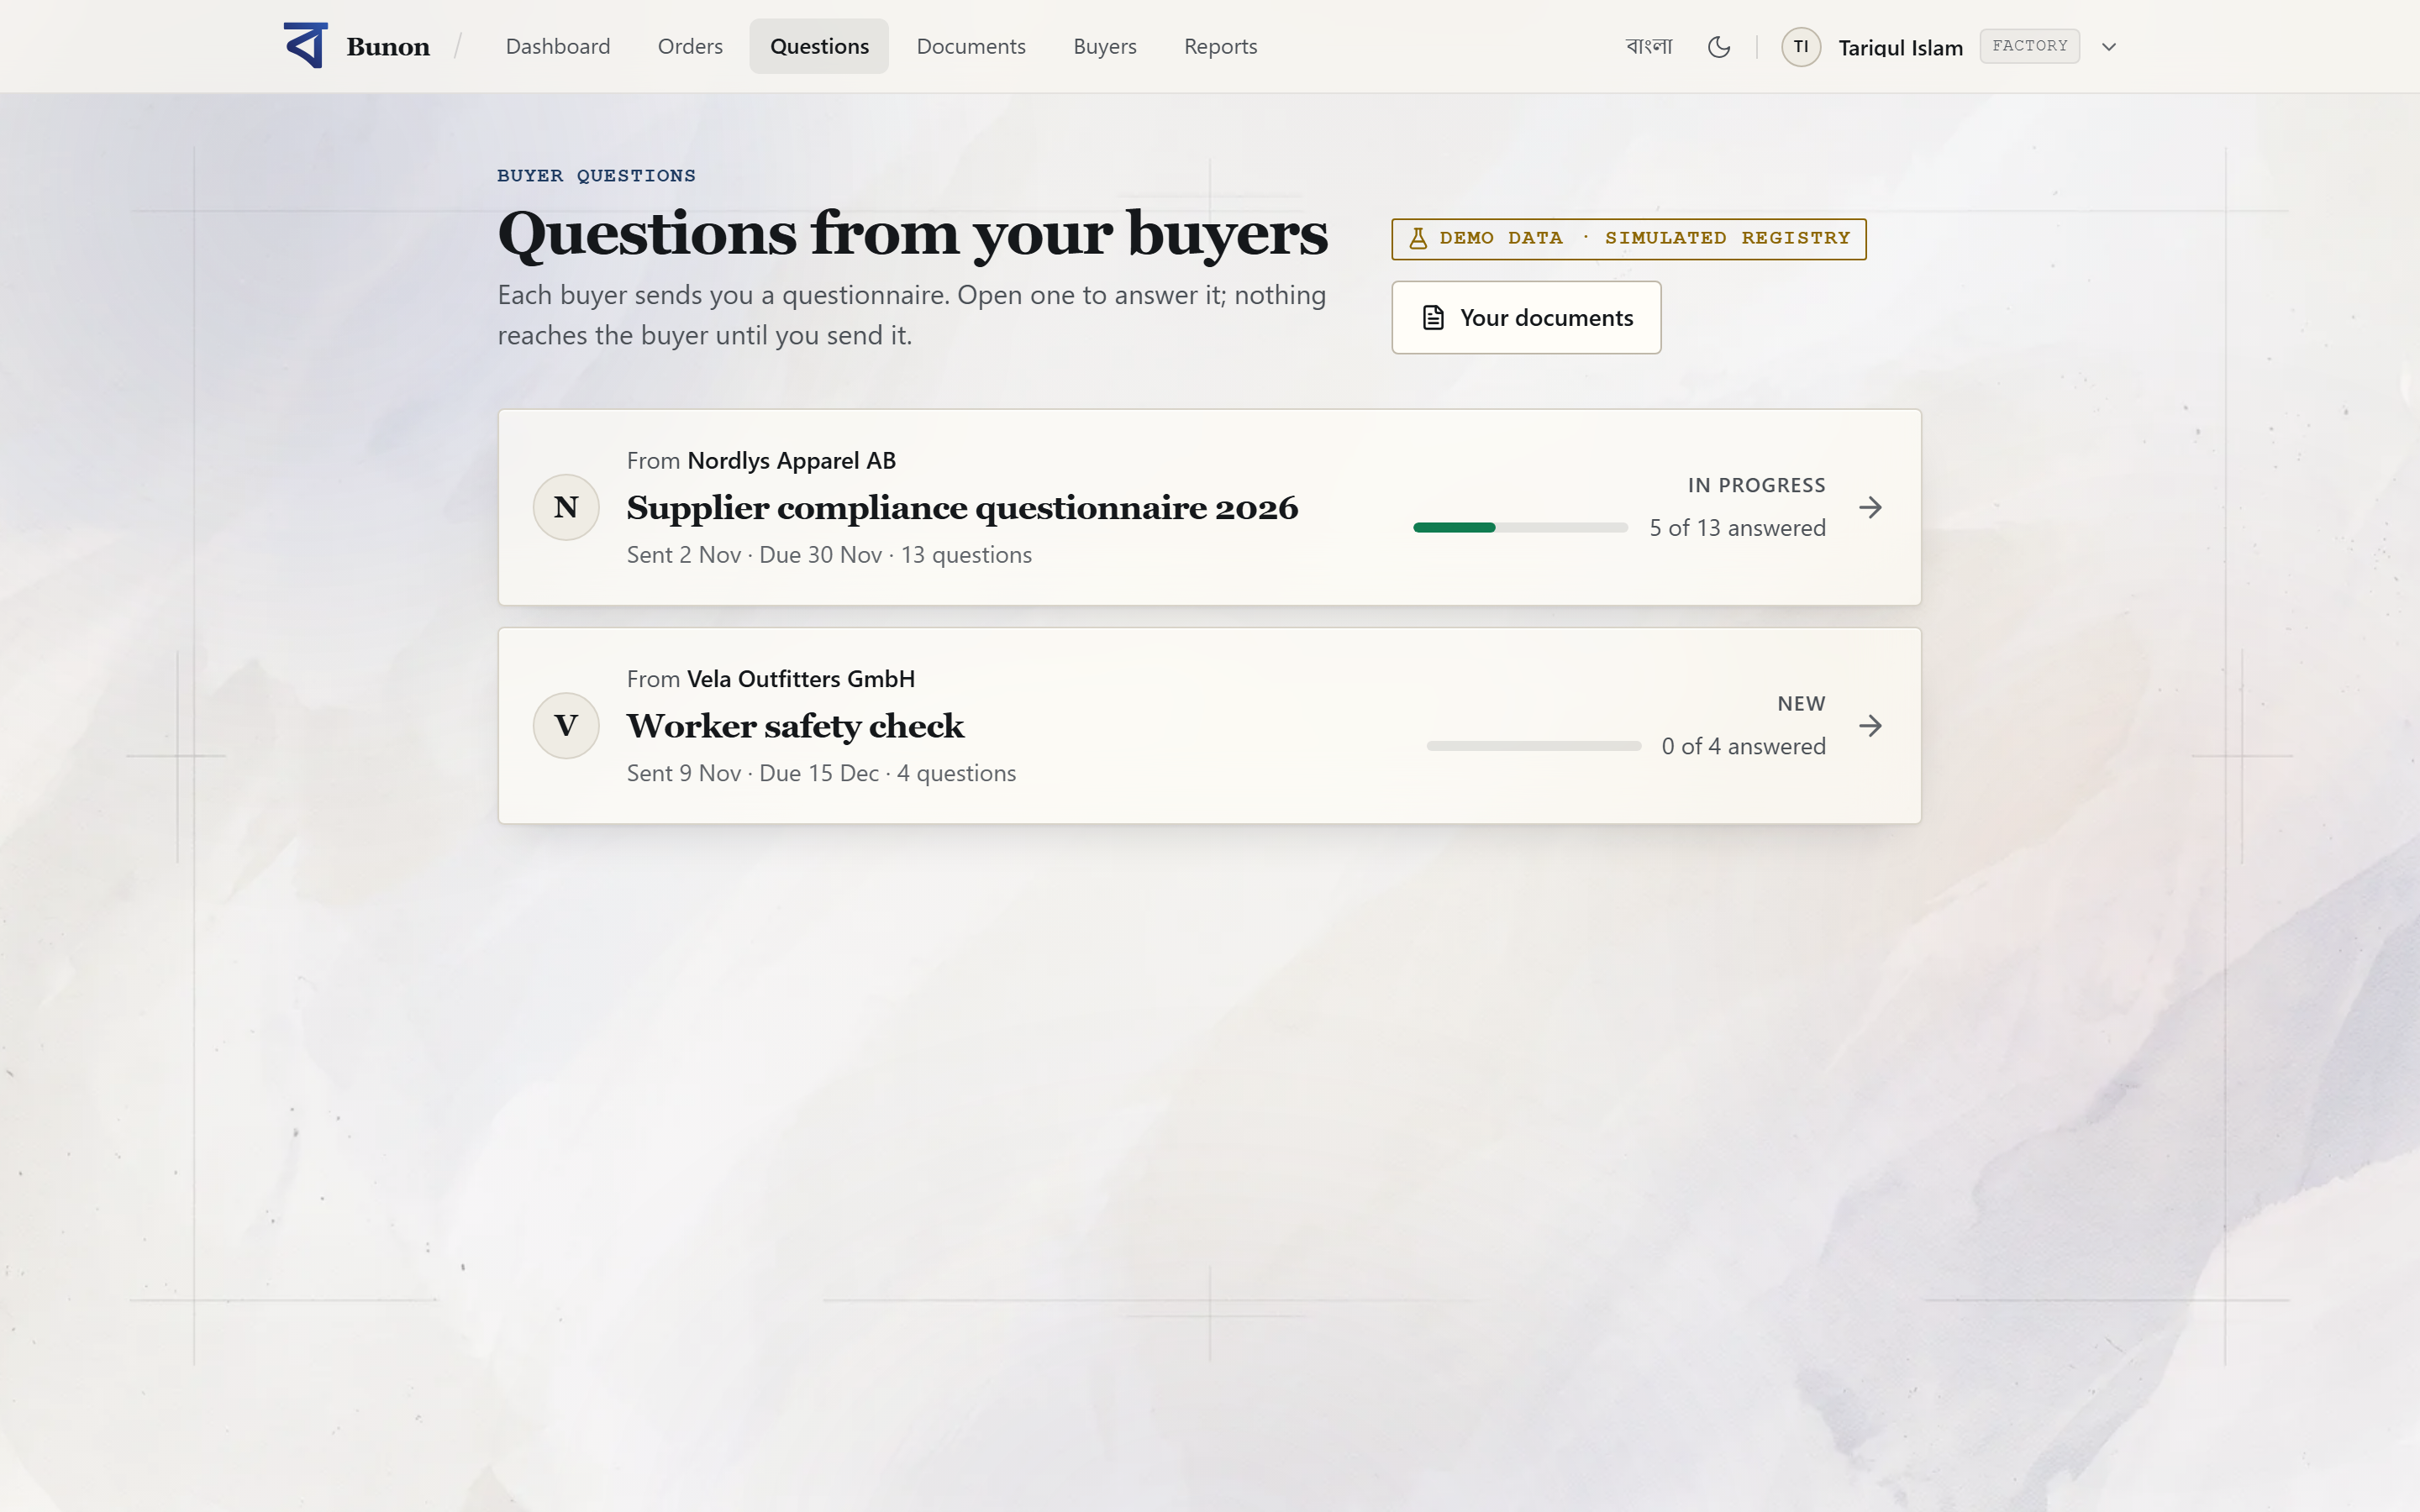 Bunon / Dashboard Orders Questions Documents Buyers Reports বাংলা TI Tariqul Islam FACTORY
BUYER QUESTIONS
Questions from your buyers
Each buyer sends you a questionnaire. Open one to answer it; nothing
reaches the buyer until you send it.
DEMO DATA · SIMULATED REGISTRY
Your documents
N
From Nordlys Apparel AB
Supplier compliance questionnaire 2026
Sent 2 Nov · Due 30 Nov · 13 questions
IN PROGRESS
5 of 13 answered
V
From Vela Outfitters GmbH
Worker safety check
Sent 9 Nov · Due 15 Dec · 4 questions
NEW
0 of 4 answered